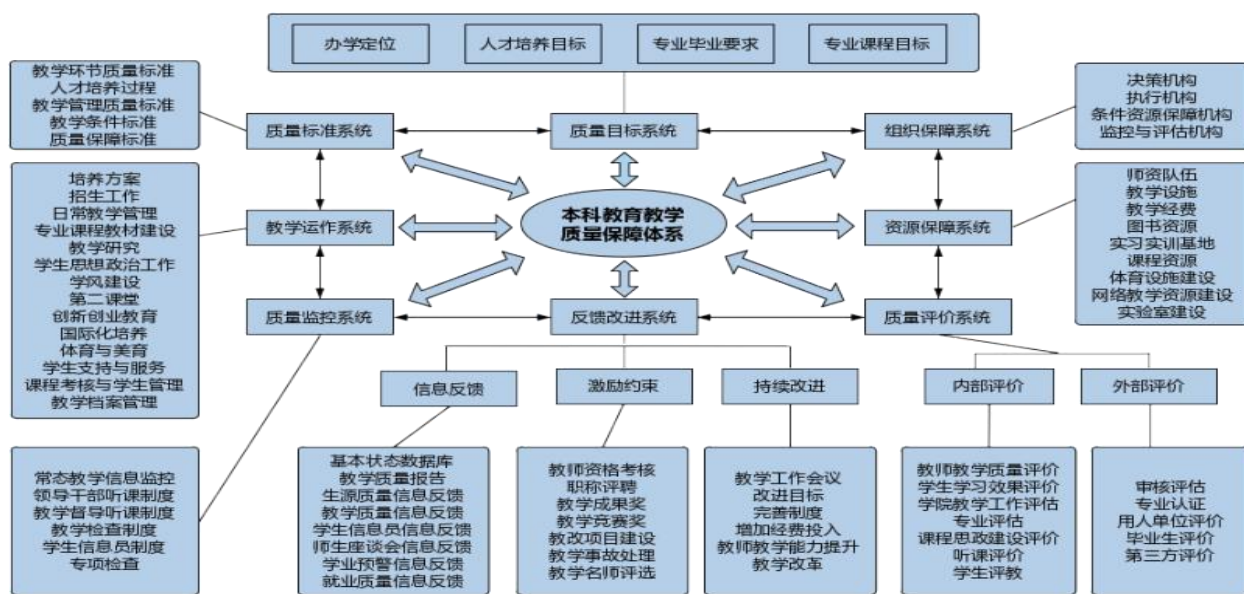 办学定位
人才培养目标
专业毕业要求
专业课程目标
教学环节质量标准
人才培养过程
教学管理质量标准
教学条件标准
质量保障标准
决策机构
执行机构
条件资源保障机构
监控与评估机构
质量标准系统
质量目标系统
组织保障系统
培养方案
招生工作
日常教学管理
专业课程教材建设
教学研究
学生思想政治工作
学风建设
第二课堂
创新创业教育
国际化培养
体育与美育
学生支持与服务
课程考核与学生管理
教学档案管理
教学运作系统
本科教育教学
质量保障体系
资源保障系统
师资队伍
教学设施
教学经费
图书资源
实习实训基地
课程资源
体育设施建设
网络教学资源建设
实验室建设
质量监控系统
反馈改进系统
质量评价系统
信息反馈
激励约束
持续改进
内部评价
外部评价
常态教学信息监控
领导干部听课制度
教学督导听课制度
教学检查制度
学生信息员制度
专项检查
基本状态数据库
教学质量报告
生源质量信息反馈
教学质量信息反馈
学生信息员信息反馈
师生座谈会信息反馈
学业预警信息反馈
就业质量信息反馈
教师资格考核
职称评聘
教学成果奖
教学竞赛奖
教改项目建设
教学事故处理
教学名师评选
教学工作会议
改进目标
完善制度
增加经费投入
教师教学能力提升
教学改革
教师教学质量评价
学生学习效果评价
学院教学工作评估
专业评估
课程思政建设评价
听课评价
学生评教
审核评估
专业认证
用人单位评价
毕业生评价
第三方评价